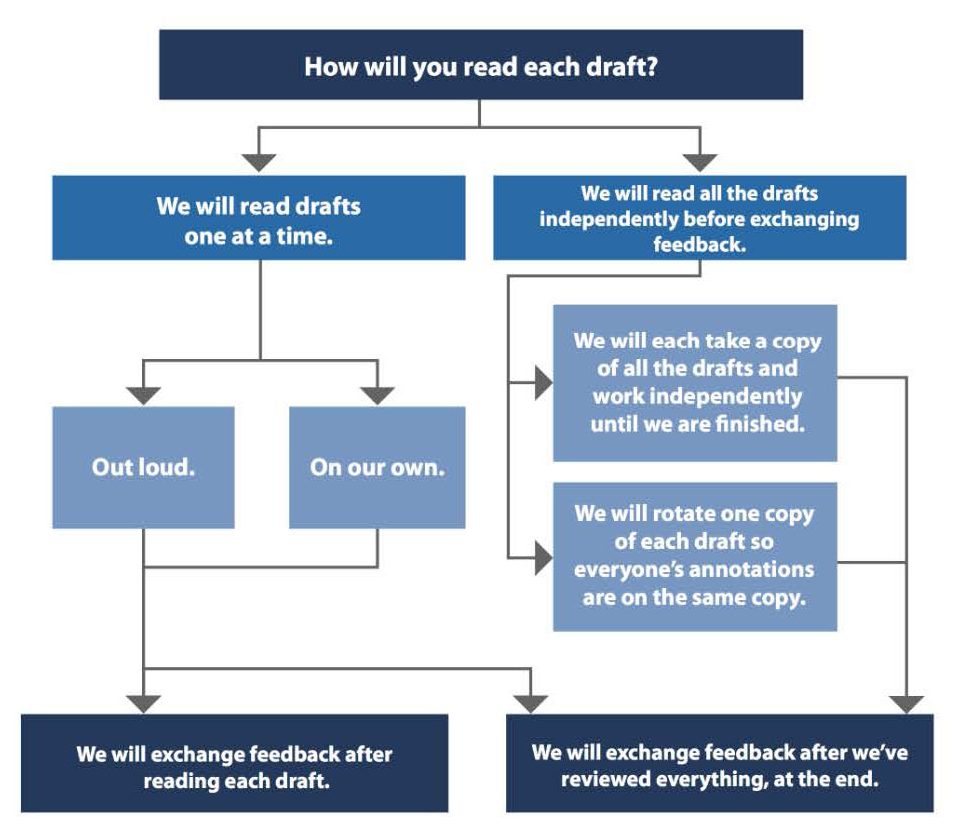 How will you read each draft?
We will read drafts
one at a time.
We will read all the drafts
independently before exchanging
feedback.
We will each take a copy
of all the drafts and
work independently
until we are finished.
Out loud.
On our own.
We will rotate one copy
of each draft so
everyone’s annotations
are on the same copy.
We will exchange feedback after
reading each draft.
We will exchange feedback after we’ve
reviewed everything, at the end.